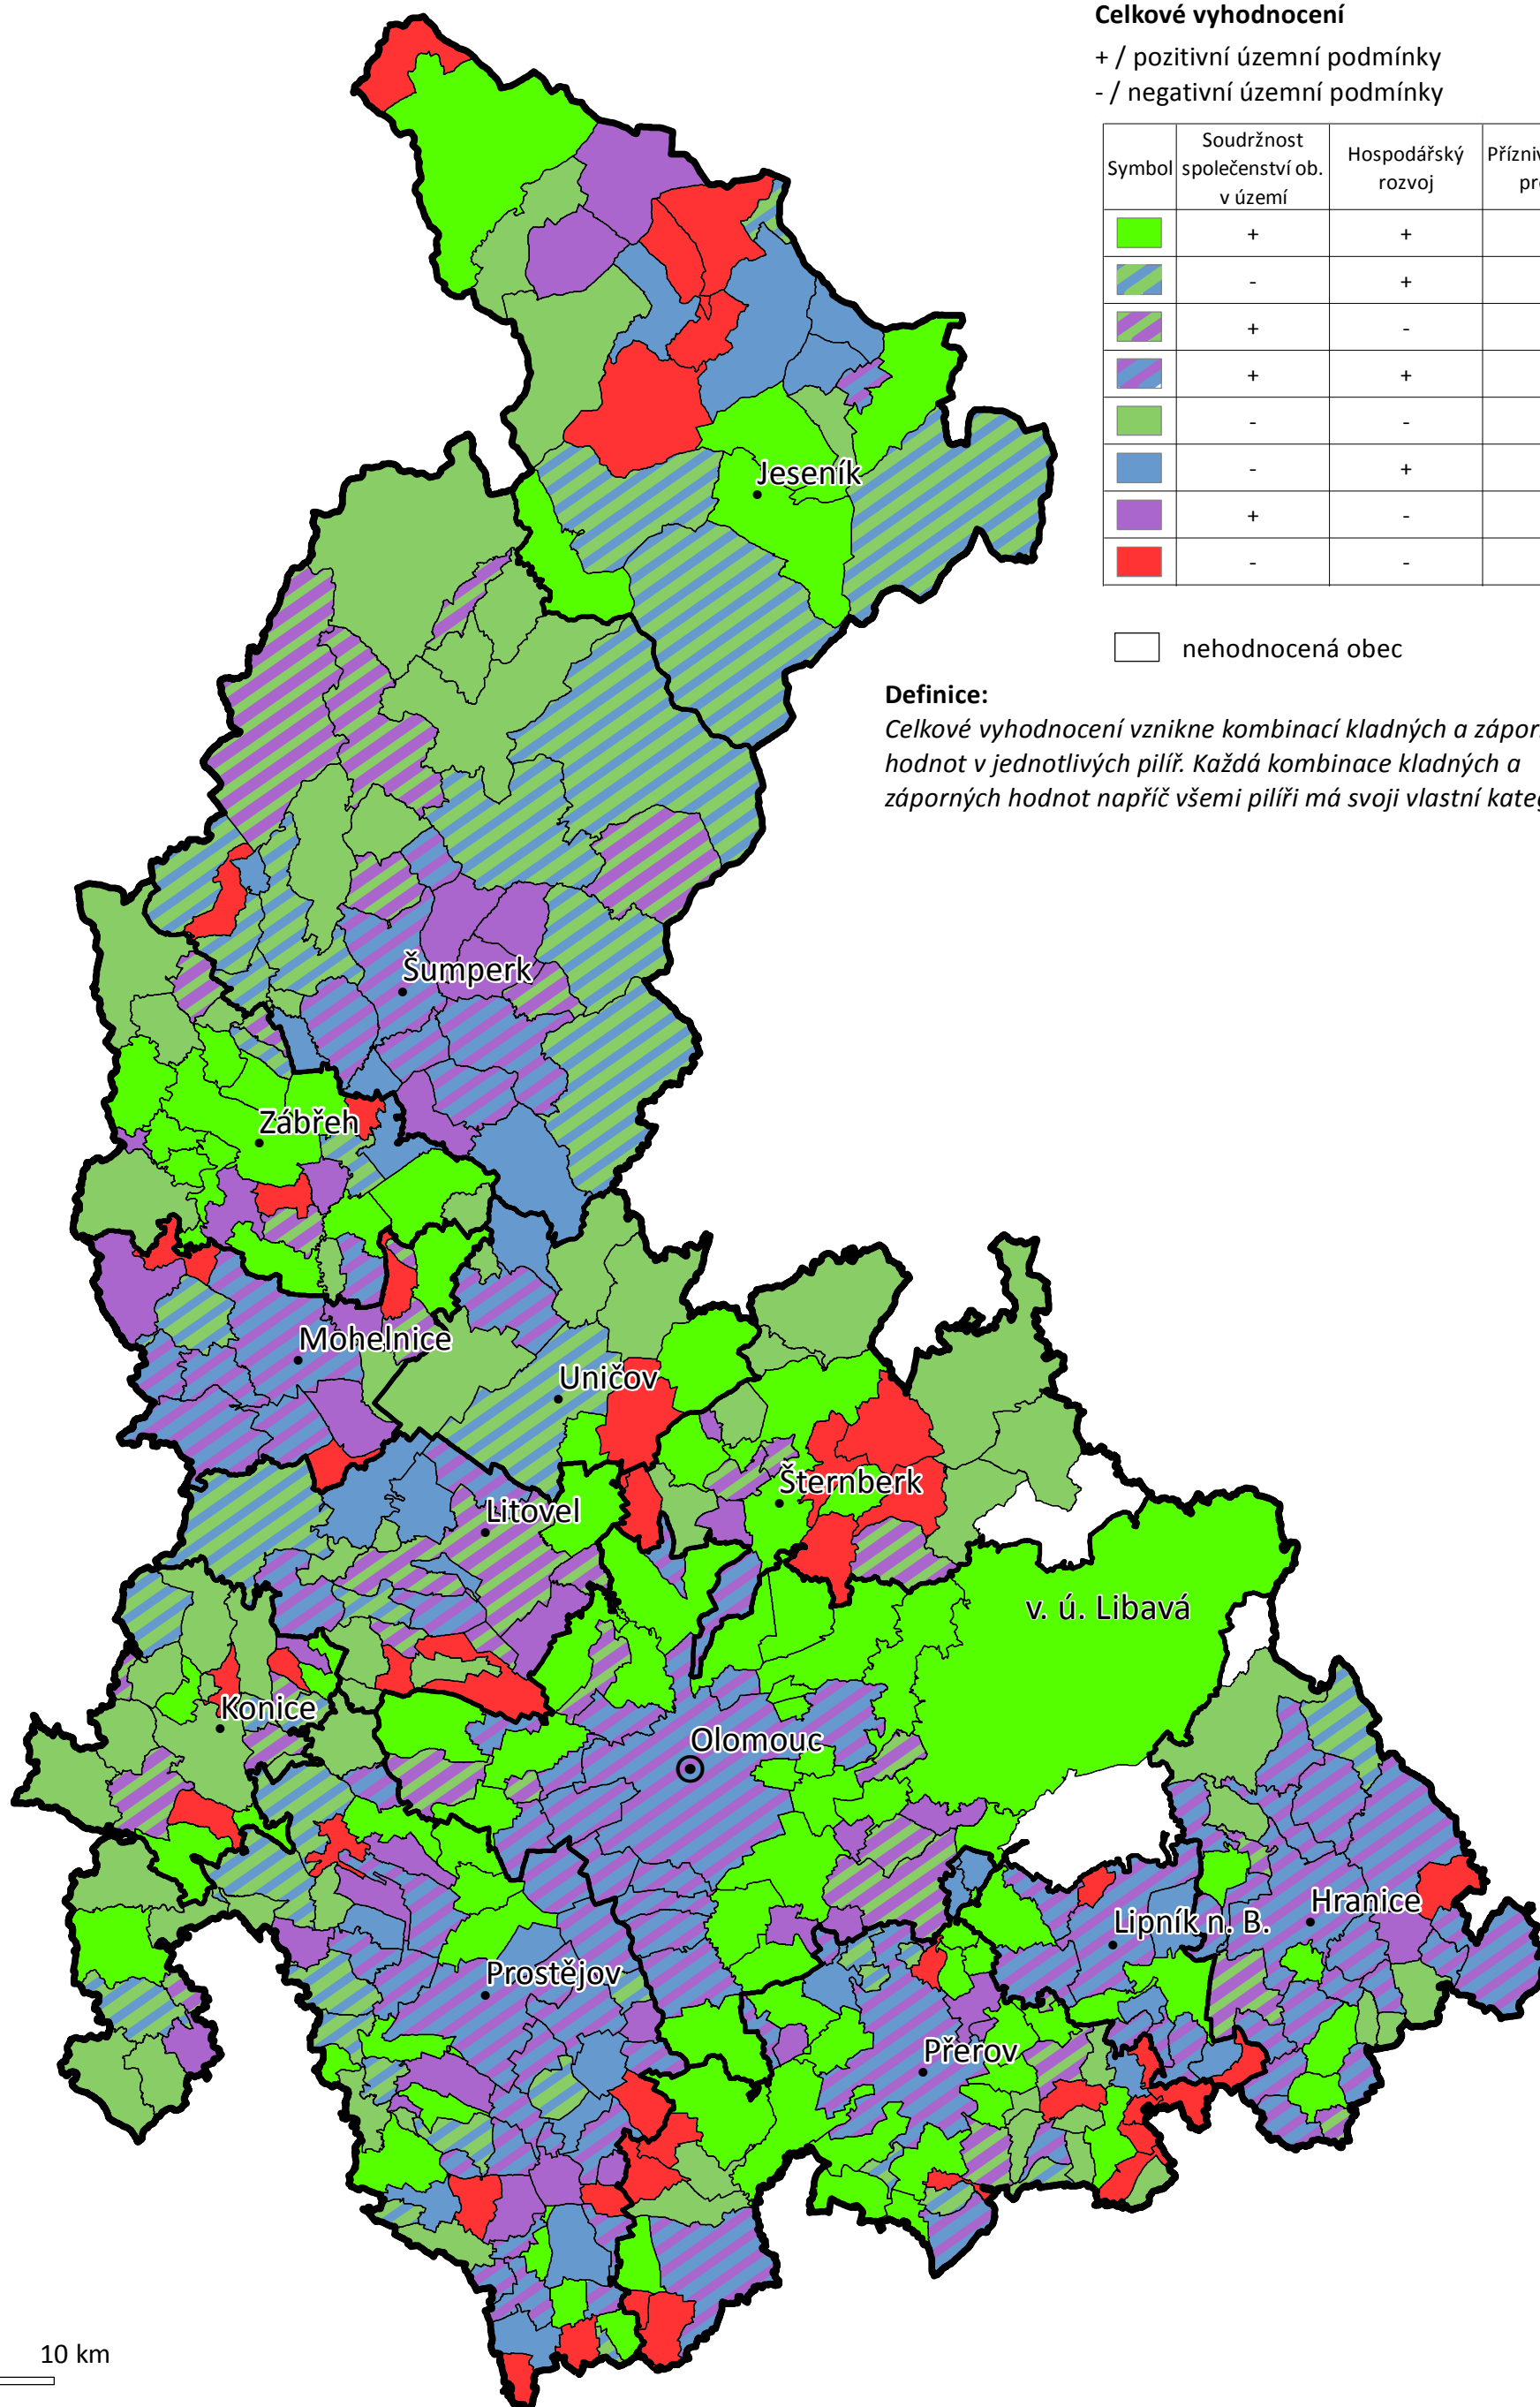 Celkové vyhodnocení
+ / pozitivní územní podmínky
- / negativní územní podmínky
Symbol
Soudržnost
společenství ob.
v území
Hospodářský
rozvoj
+ +
- +
+ -
+ +
- -
- +
+ -
- -
nehodnocená obec
Definice:
Celkové vyhodnocení vznikne kombinací kladných a
hodnot v jednotlivých pilíř. Každá kombinace kladných a
záporných hodnot napříč všemi pilíři má svoji vlastní
Jeseník
Šumperk
Zábřeh
Mohelnice
Uničov
Šternberk
Litovel
v. ú. Libavá
Konice
Olomouc
Hranice
Lipník n. B.
Prostějov
Přerov
10 km